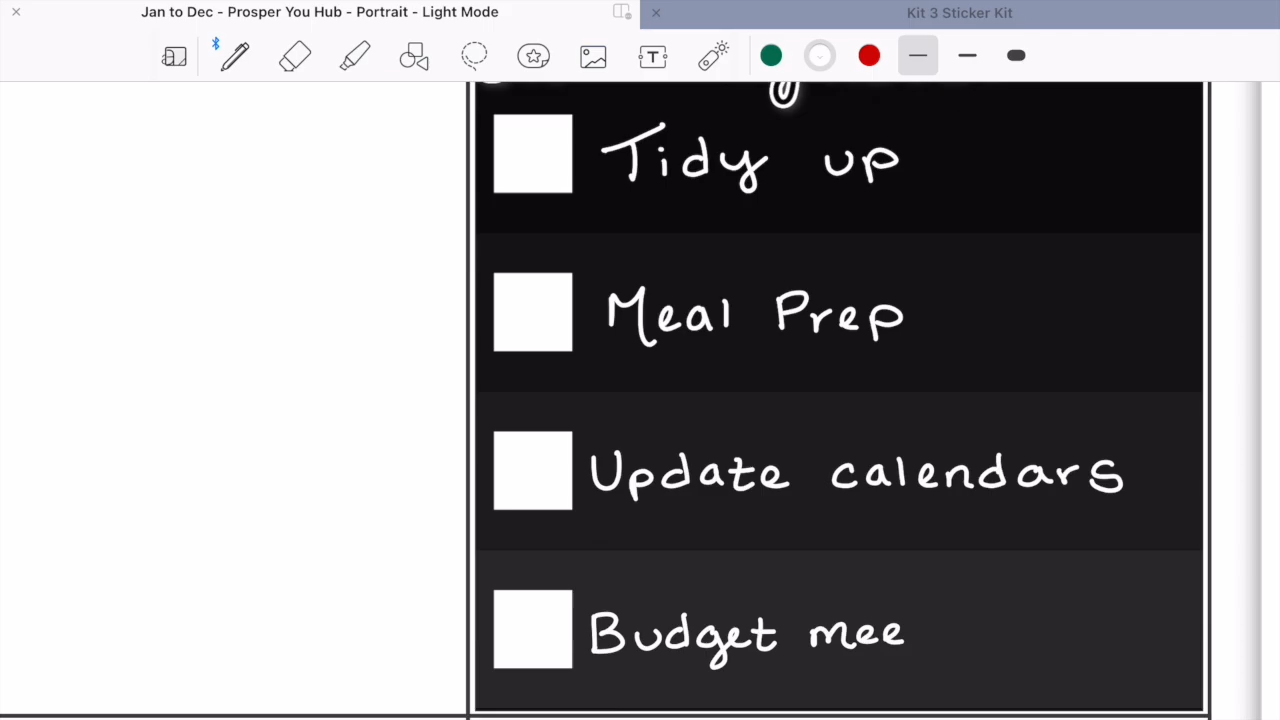 Jan to Dec - Prosper You Hub - Portrait - Light Mode
Kit 3 Sticker Kit
Tidy up
Meal Prep
Update calendars
Budget mee